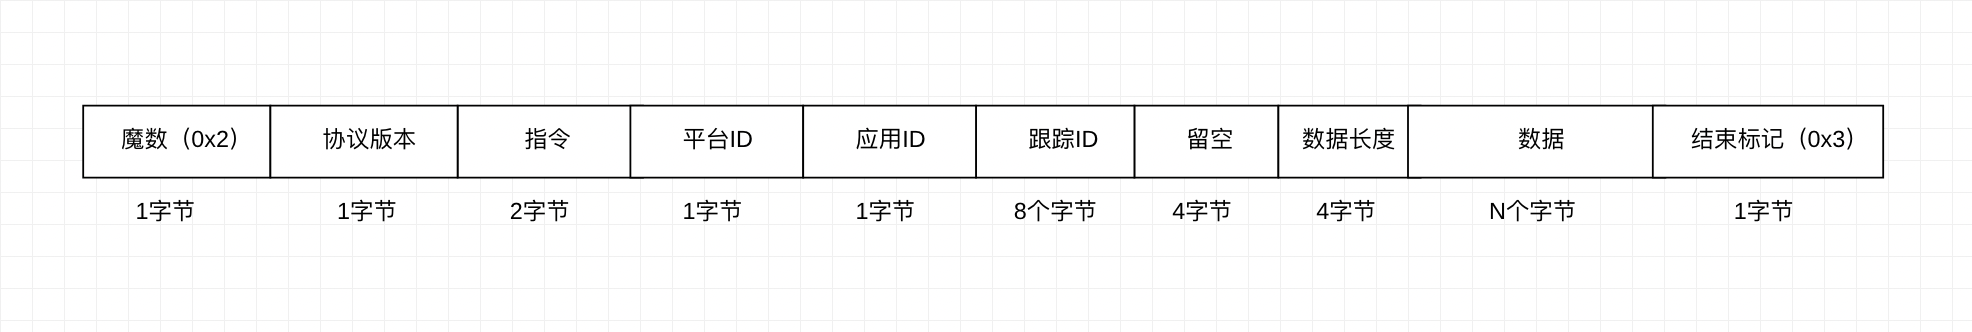 魔数（0x2） 协议版本 指令 平台ID 应用ID 跟踪ID 留空 数据长度 数据 结束标记（0x3）
1字节 1字节 2字节 1字节 1字节 8个字节 4字节 4字节 N个字节 1字节